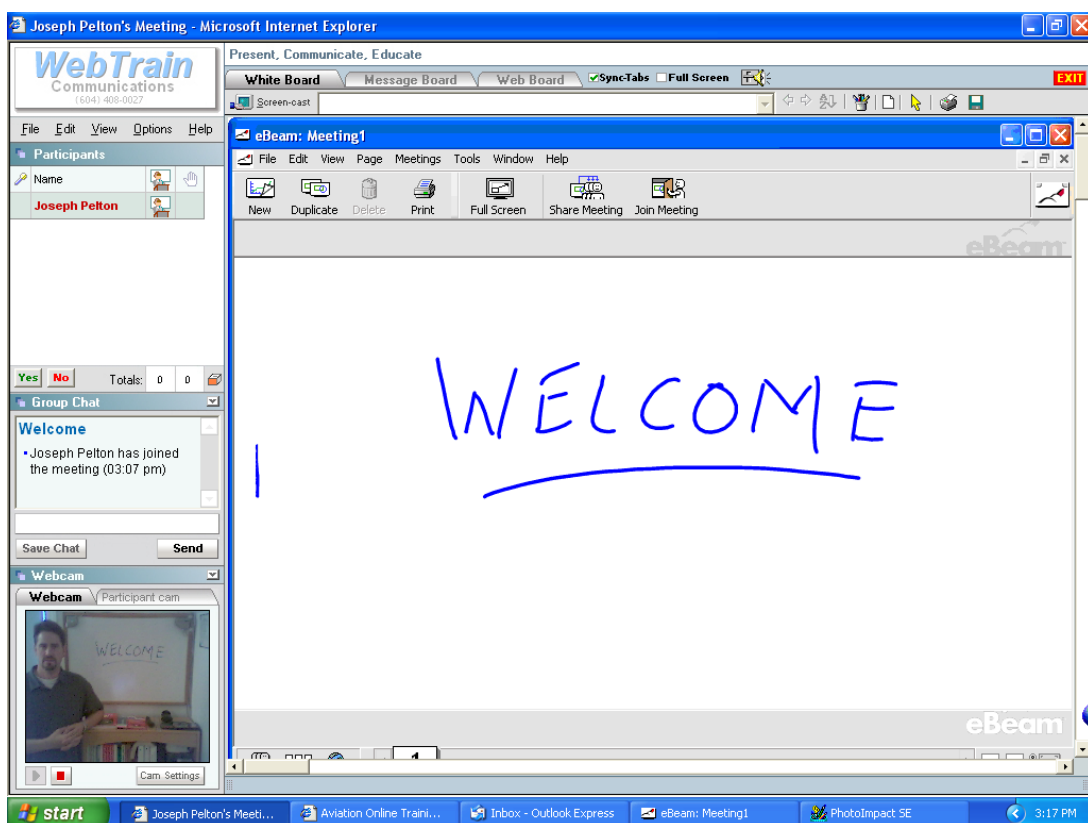 Joseph Pelton's Meeting - Microsoft Internet Explorer
WebTrain
Communications
(604) 408-0027
Present, Communicate, Educate
White Board Message Board Web Board Sync-Tabs Full Screen EXIT
Screen-cast
File Edit View Options Help
Participants
Name
Joseph Pelton
Yes No Totals: 0 0
Group Chat
Welcome
Joseph Pelton has joined
the meeting (03:07 pm)
Save Chat Send
Webcam
Webcam Participant cam
WELCOME
Cam Settings
eBeam: Meeting1
File Edit View Page Meetings Tools Window Help
New Duplicate Delete Print Full Screen Share Meeting Join Meeting
eBeam
WELCOME
eBeam
1
start Joseph Pelton's Meeti... Aviation Online Traini... Inbox - Outlook Express eBeam: Meeting1 PhotoImpact SE 3:17 PM